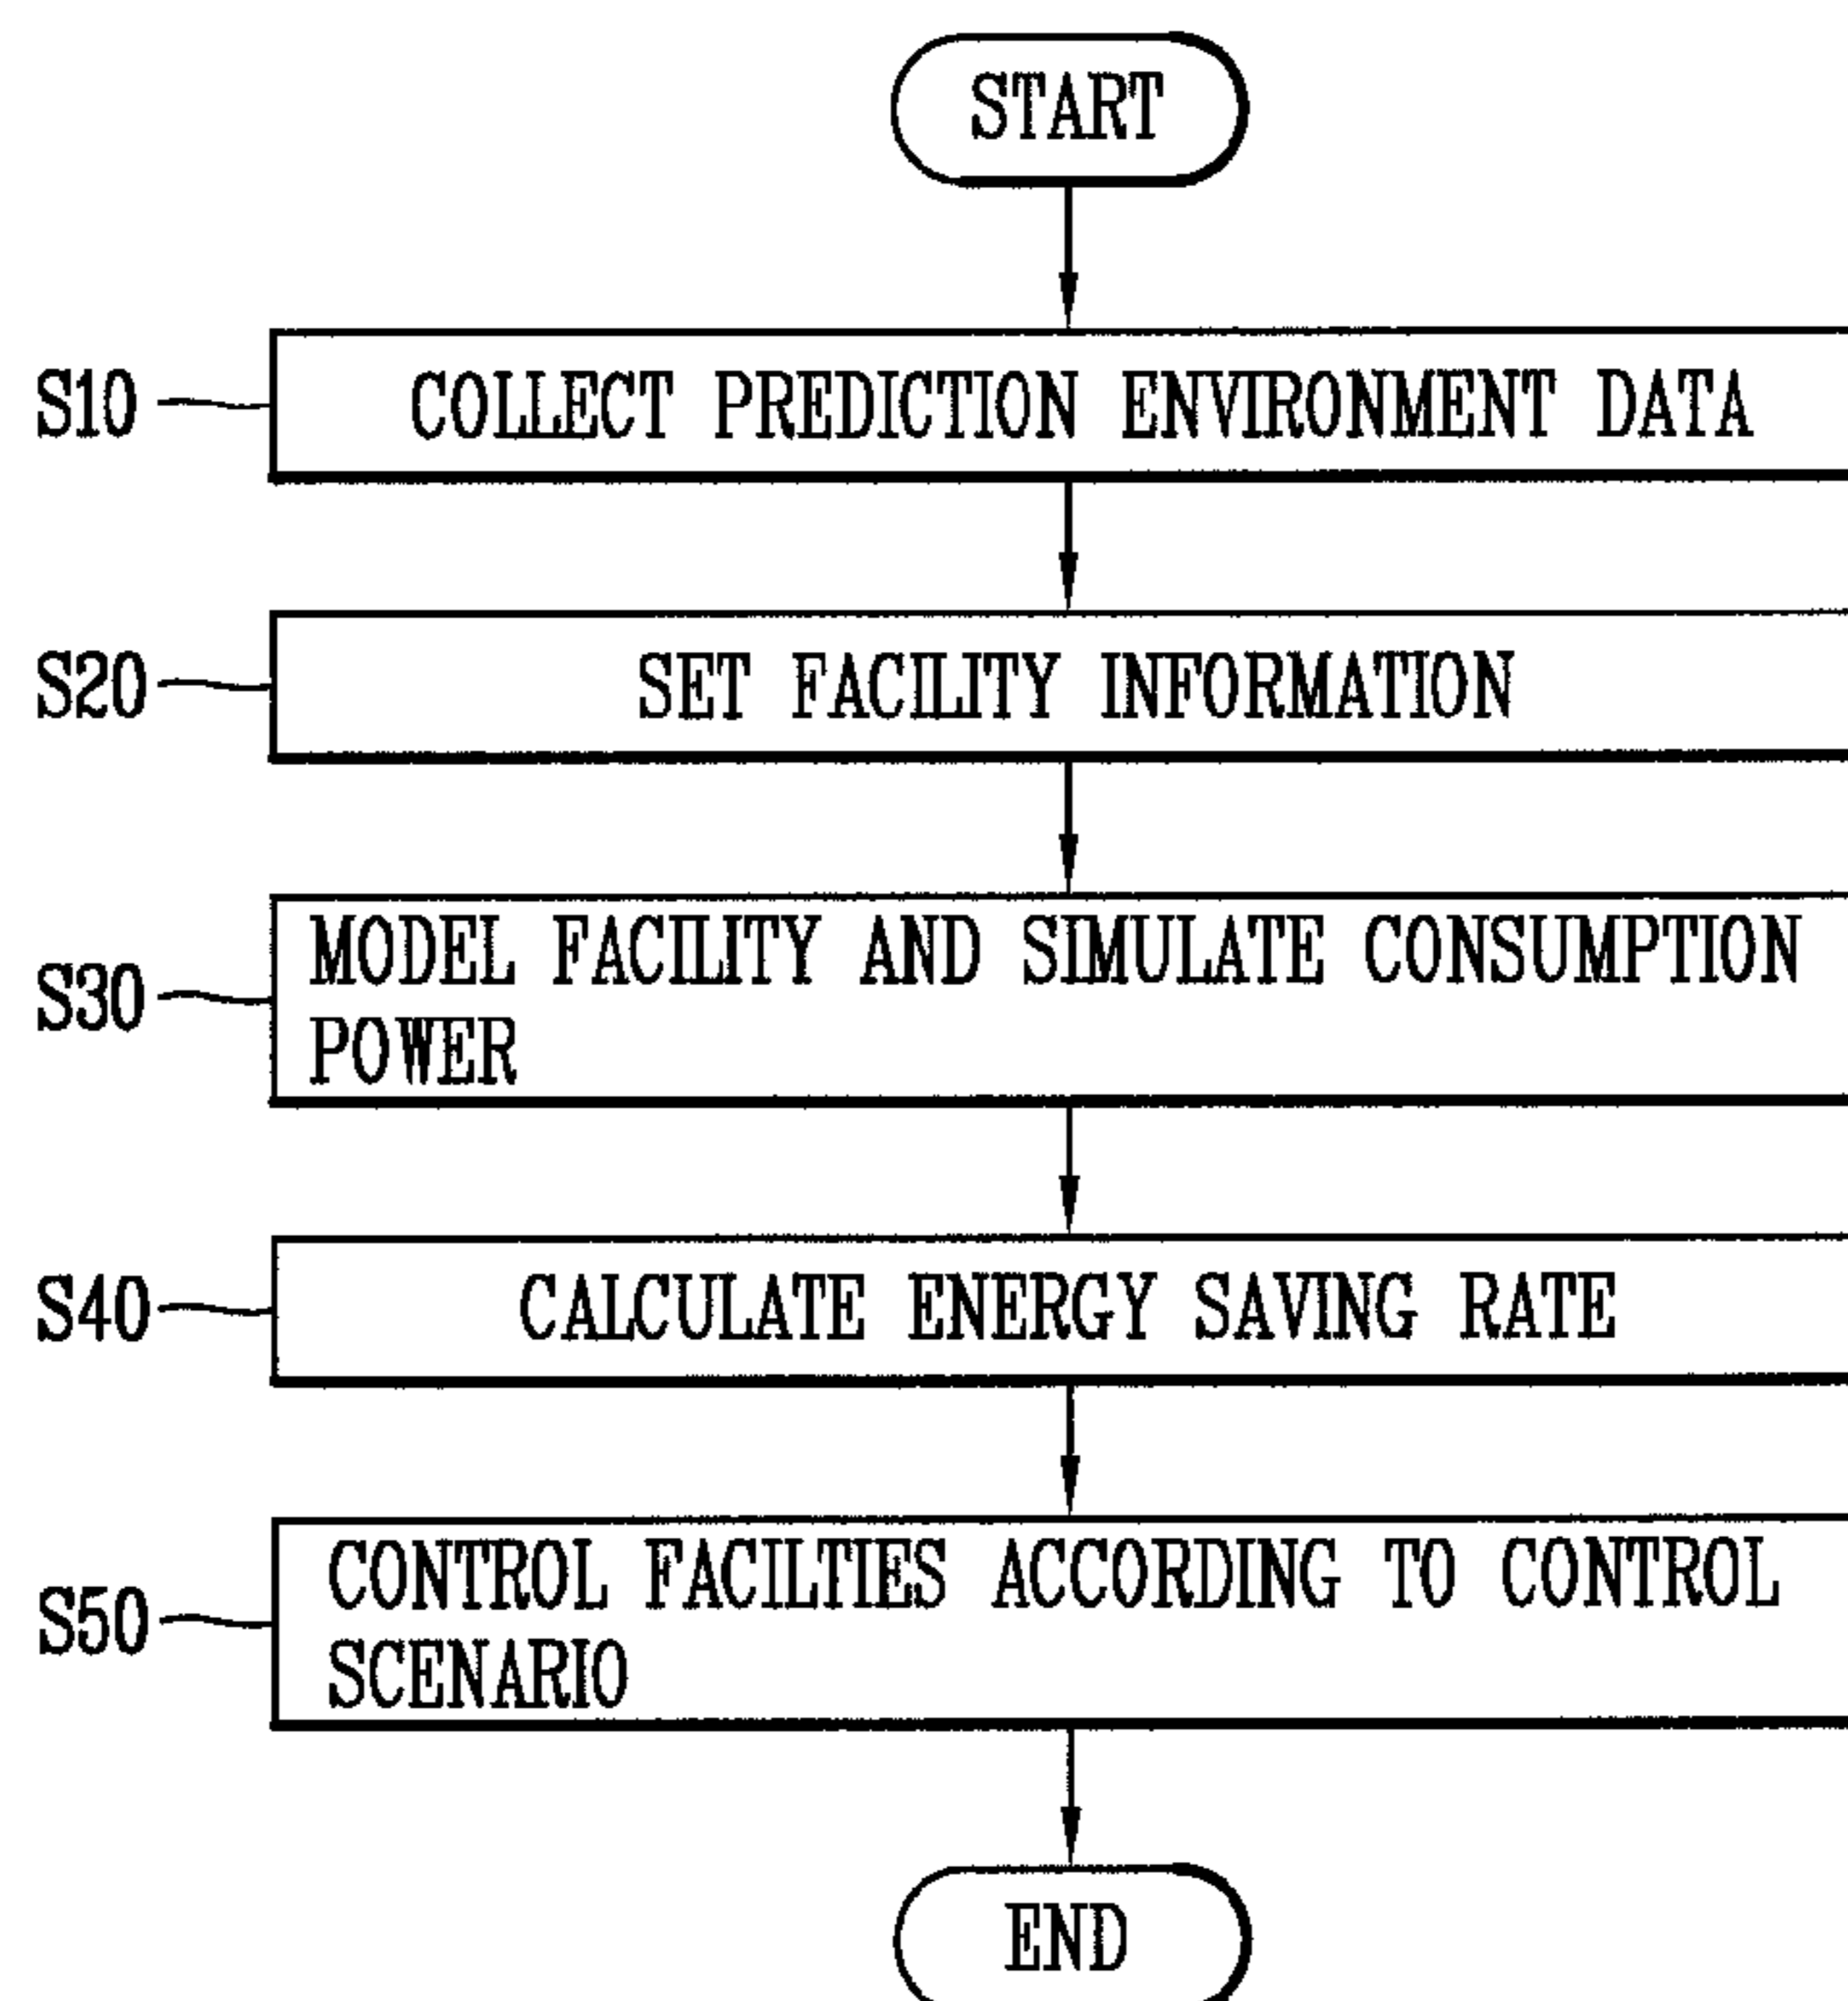 START
S10
COLLECT PREDICTION ENVIRONMENT DATA
S20
SET FACILITY INFORMATION
S30
MODEL FACILITY AND SIMULATE CONSUMPTION
POWER
S40
CALCULATE ENERGY SAVING RATE
S50
CONTROL FACILTIES ACCORDING TO CONTROL
SCENARIO
END